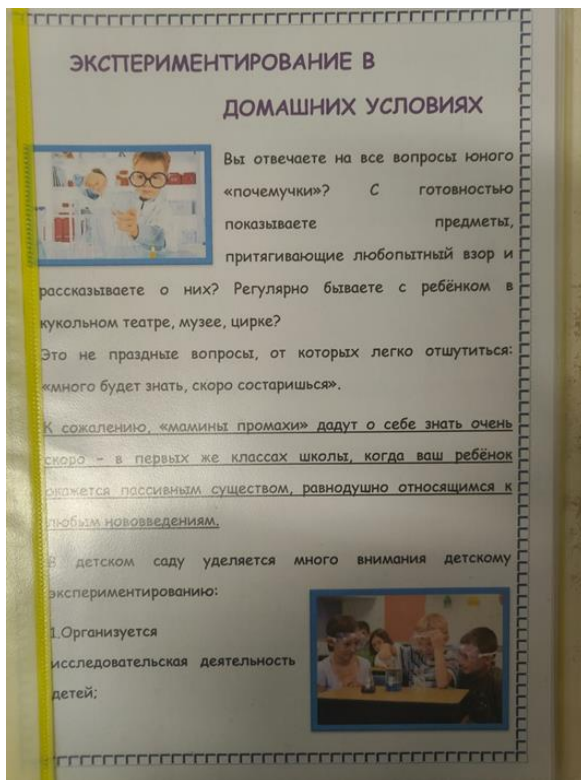 ЭКСПЕРИМЕНТИРОВАНИЕ В
ДОМАШНИХ УСЛОВИЯХ
Вы отвечаете на все вопросы юного
«почемучки»? С готовностью
показываете предметы,
притягивающие любопытный взор и
рассказываете о них? Регулярно бываете с ребёнком в
кукольном театре, музее, цирке?
Это не праздные вопросы, от которых легко отшутиться:
«много будет знать, скоро состаришься».
К сожалению, «мамины промахи» дадут о себе знать очень
скоро – в первых же классах школы, когда ваш ребёнок
окажется пассивным существом, равнодушно относящимся к
любым нововведениям.
В детском саду уделяется много внимания детскому
экспериментированию:
1.Организуется
исследовательская деятельность
детей;